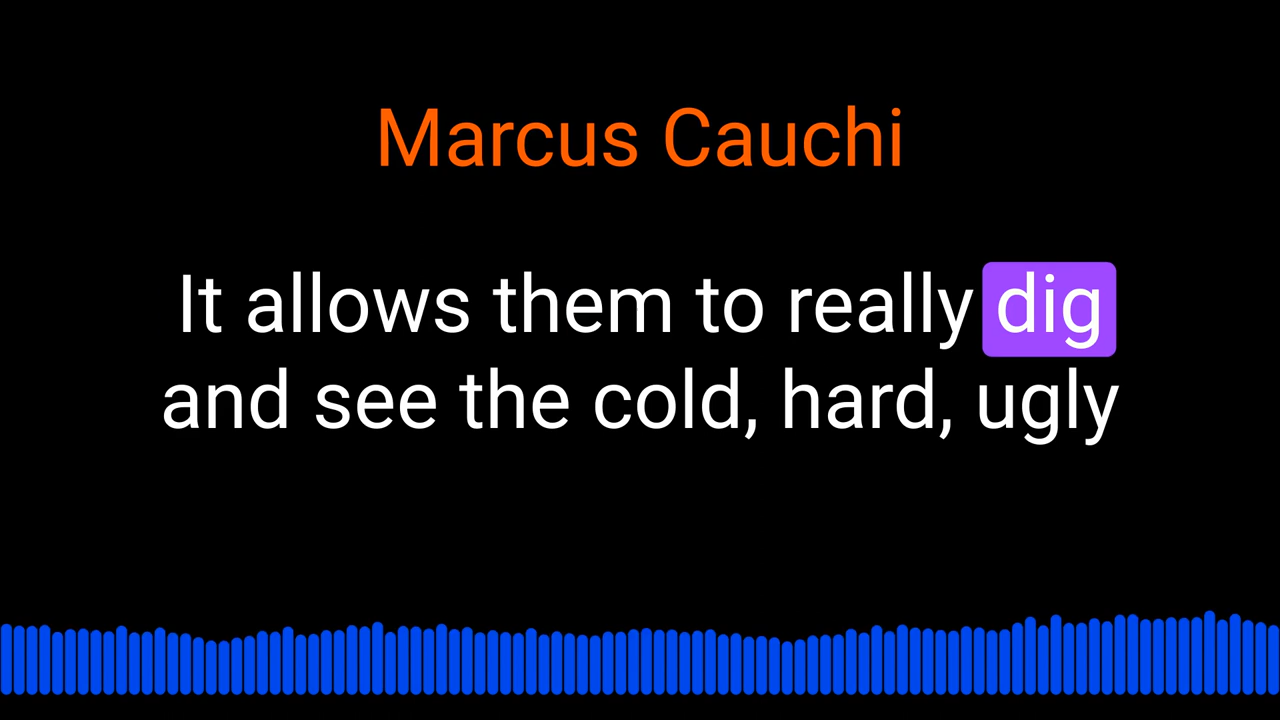 Marcus Cauchi
It allows them to really dig
and see the cold, hard, ugly